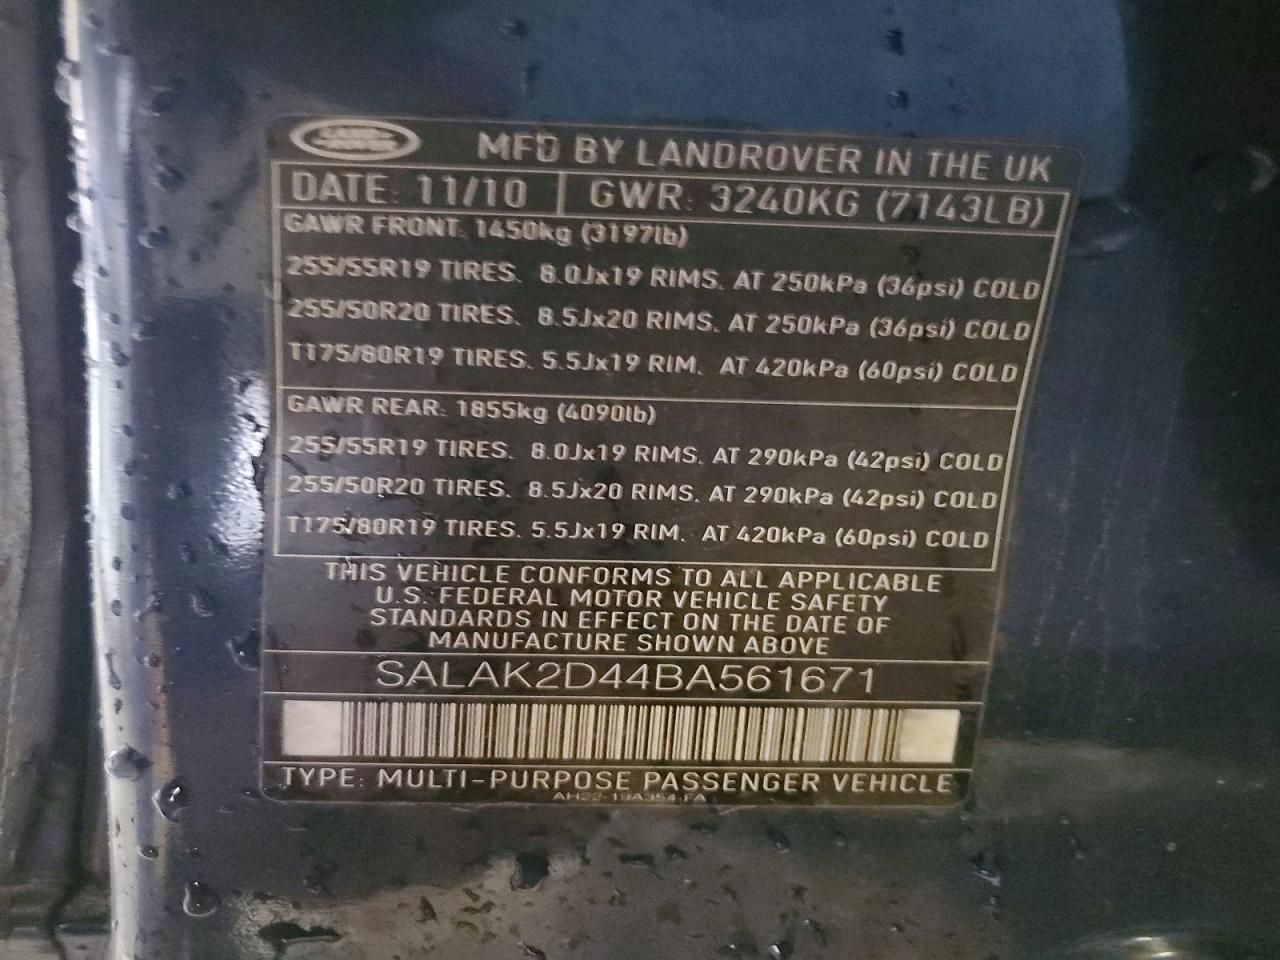 LAND ROVER
MFD BY LANDROVER IN THE UK
DATE: 11/10 GWR: 3240KG (7143LB)
GAWR FRONT: 1450kg (3197lb)
255/55R19 TIRES. 8.0Jx19 RIMS. AT 250kPa (36psi) COLD
255/50R20 TIRES. 8.5Jx20 RIMS. AT 250kPa (36psi) COLD
T175/80R19 TIRES. 5.5Jx19 RIM. AT 420kPa (60psi) COLD
GAWR REAR: 1855kg (4090lb)
255/55R19 TIRES. 8.0Jx19 RIMS. AT 290kPa (42psi) COLD
255/50R20 TIRES. 8.5Jx20 RIMS. AT 290kPa (42psi) COLD
T175/80R19 TIRES. 5.5Jx19 RIM. AT 420kPa (60psi) COLD
THIS VEHICLE CONFORMS TO ALL APPLICABLE
U.S. FEDERAL MOTOR VEHICLE SAFETY
STANDARDS IN EFFECT ON THE DATE OF
MANUFACTURE SHOWN ABOVE
SALAK2D44BA561671
TYPE: MULTI-PURPOSE PASSENGER VEHICLE
AH22-19A354-FA